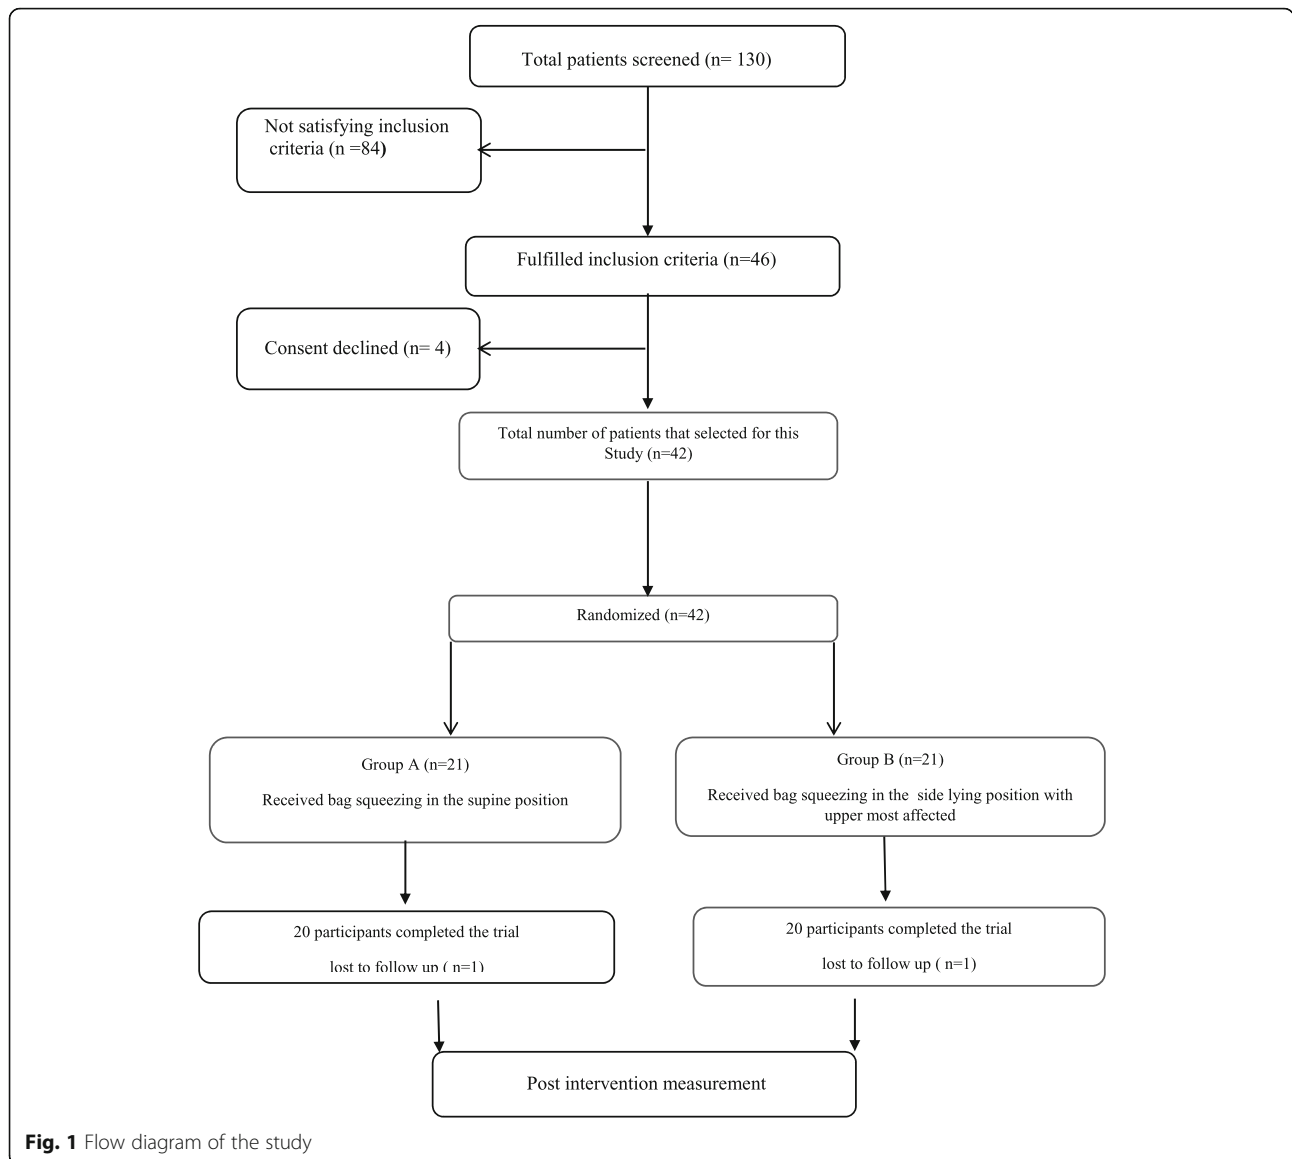 Total patients screened (n= 130)
Not satisfying inclusion
criteria (n =84)
Fulfilled inclusion criteria (n=46)
Consent declined (n= 4)
Total number of patients that selected for this
Study (n=42)
Randomized (n=42)
Group A (n=21)
Received bag squeezing in the supine position
Group B (n=21)
Received bag squeezing in the side lying position with
upper most affected
20 participants completed the trial
lost to follow up ( n=1)
20 participants completed the trial
lost to follow up ( n=1)
Post intervention measurement
Fig. 1 Flow diagram of the study